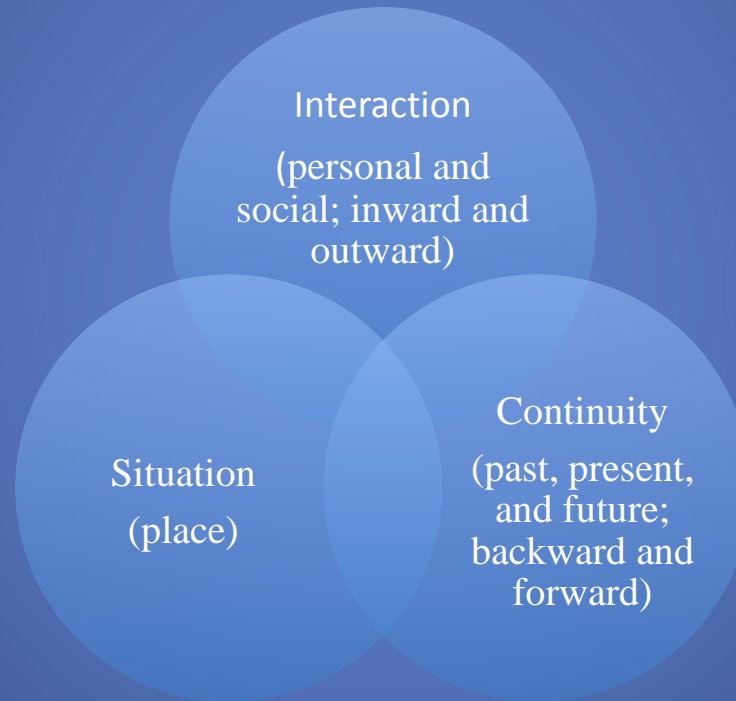 Interaction
(personal and
social; inward and
outward)
Situation
(place)
Continuity
(past, present,
and future;
backward and
forward)